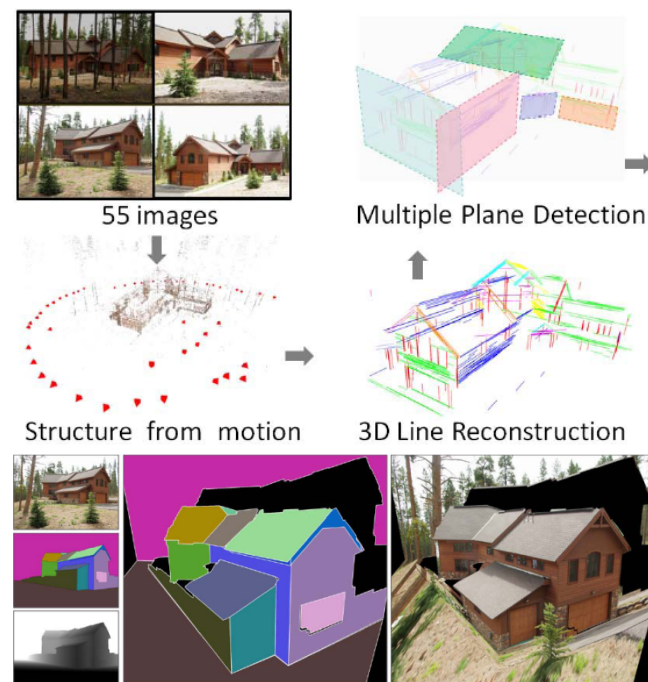 55 images
Multiple Plane Detection
Structure from motion
3D Line Reconstruction